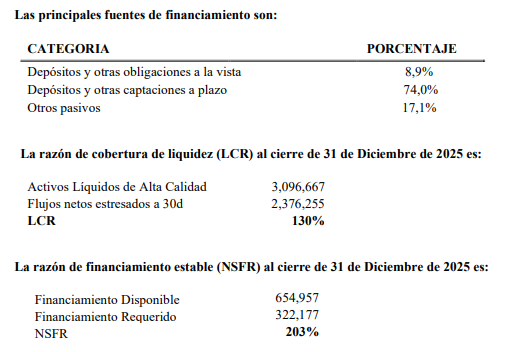 Las principales fuentes de financiamiento son:
CATEGORIA PORCENTAJE
Depósitos y otras obligaciones a la vista 8,9%
Depósitos y otras captaciones a plazo 74,0%
Otros pasivos 17,1%
La razón de cobertura de liquidez (LCR) al cierre de 31 de Diciembre de 2025 es:
Activos Líquidos de Alta Calidad 3,096,667
Flujos netos estresados a 30d 2,376,255
LCR 130%
La razón de financiamiento estable (NSFR) al cierre de 31 de Diciembre de 2025 es:
Financiamiento Disponible 654,957
Financiamiento Requerido 322,177
NSFR 203%